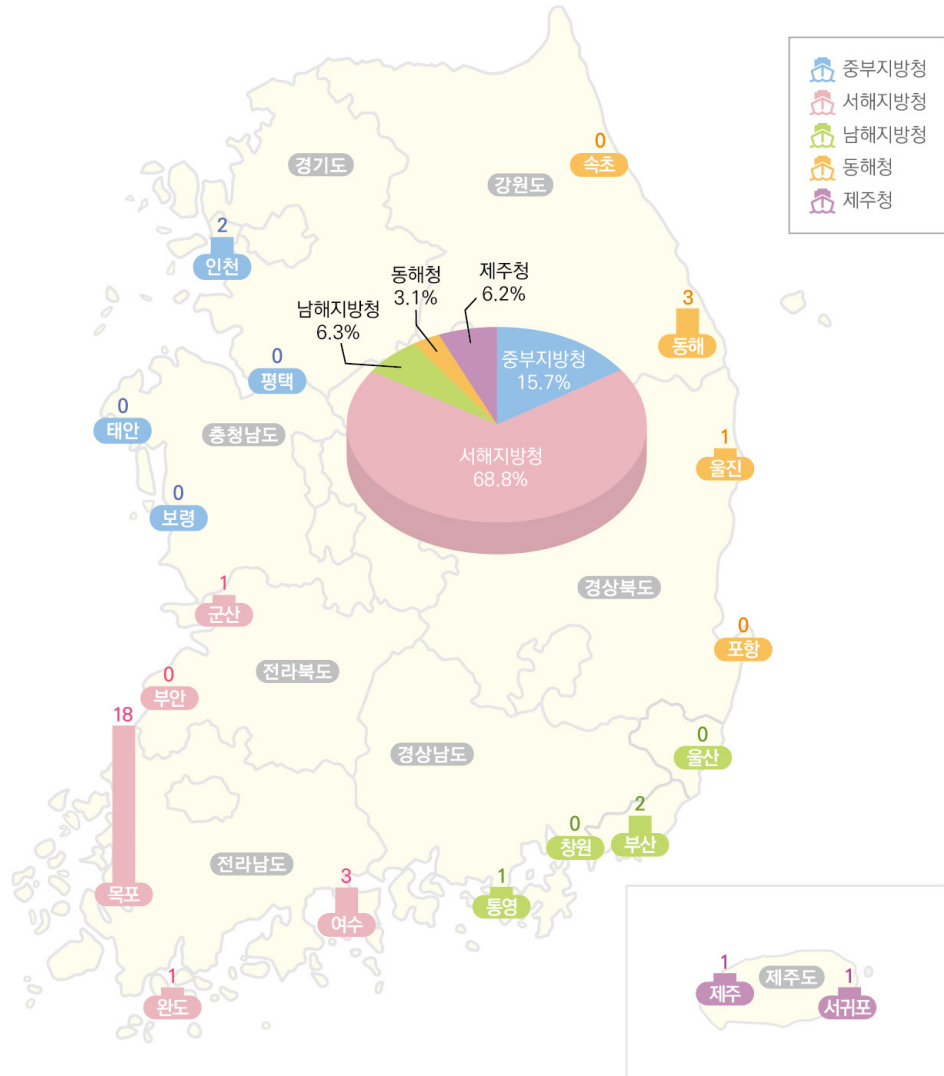 중부지방청
서해지방청
남해지방청
동해청
제주청
경기도
강원도
0
속초
2
인천
동해청
3.1%
제주청
6.2%
남해지방청
6.3%
중부지방청
15.7%
서해지방청
68.8%
3
동해
0
평택
0
태안
충청남도
1
울진
0
보령
1
군산
경상북도
0
포항
전라북도
0
부안
18
목포
경상남도
0
울산
2
부산
0
창원
전라남도
3
여수
1
통영
1
완도
1
제주
제주도
1
서귀포